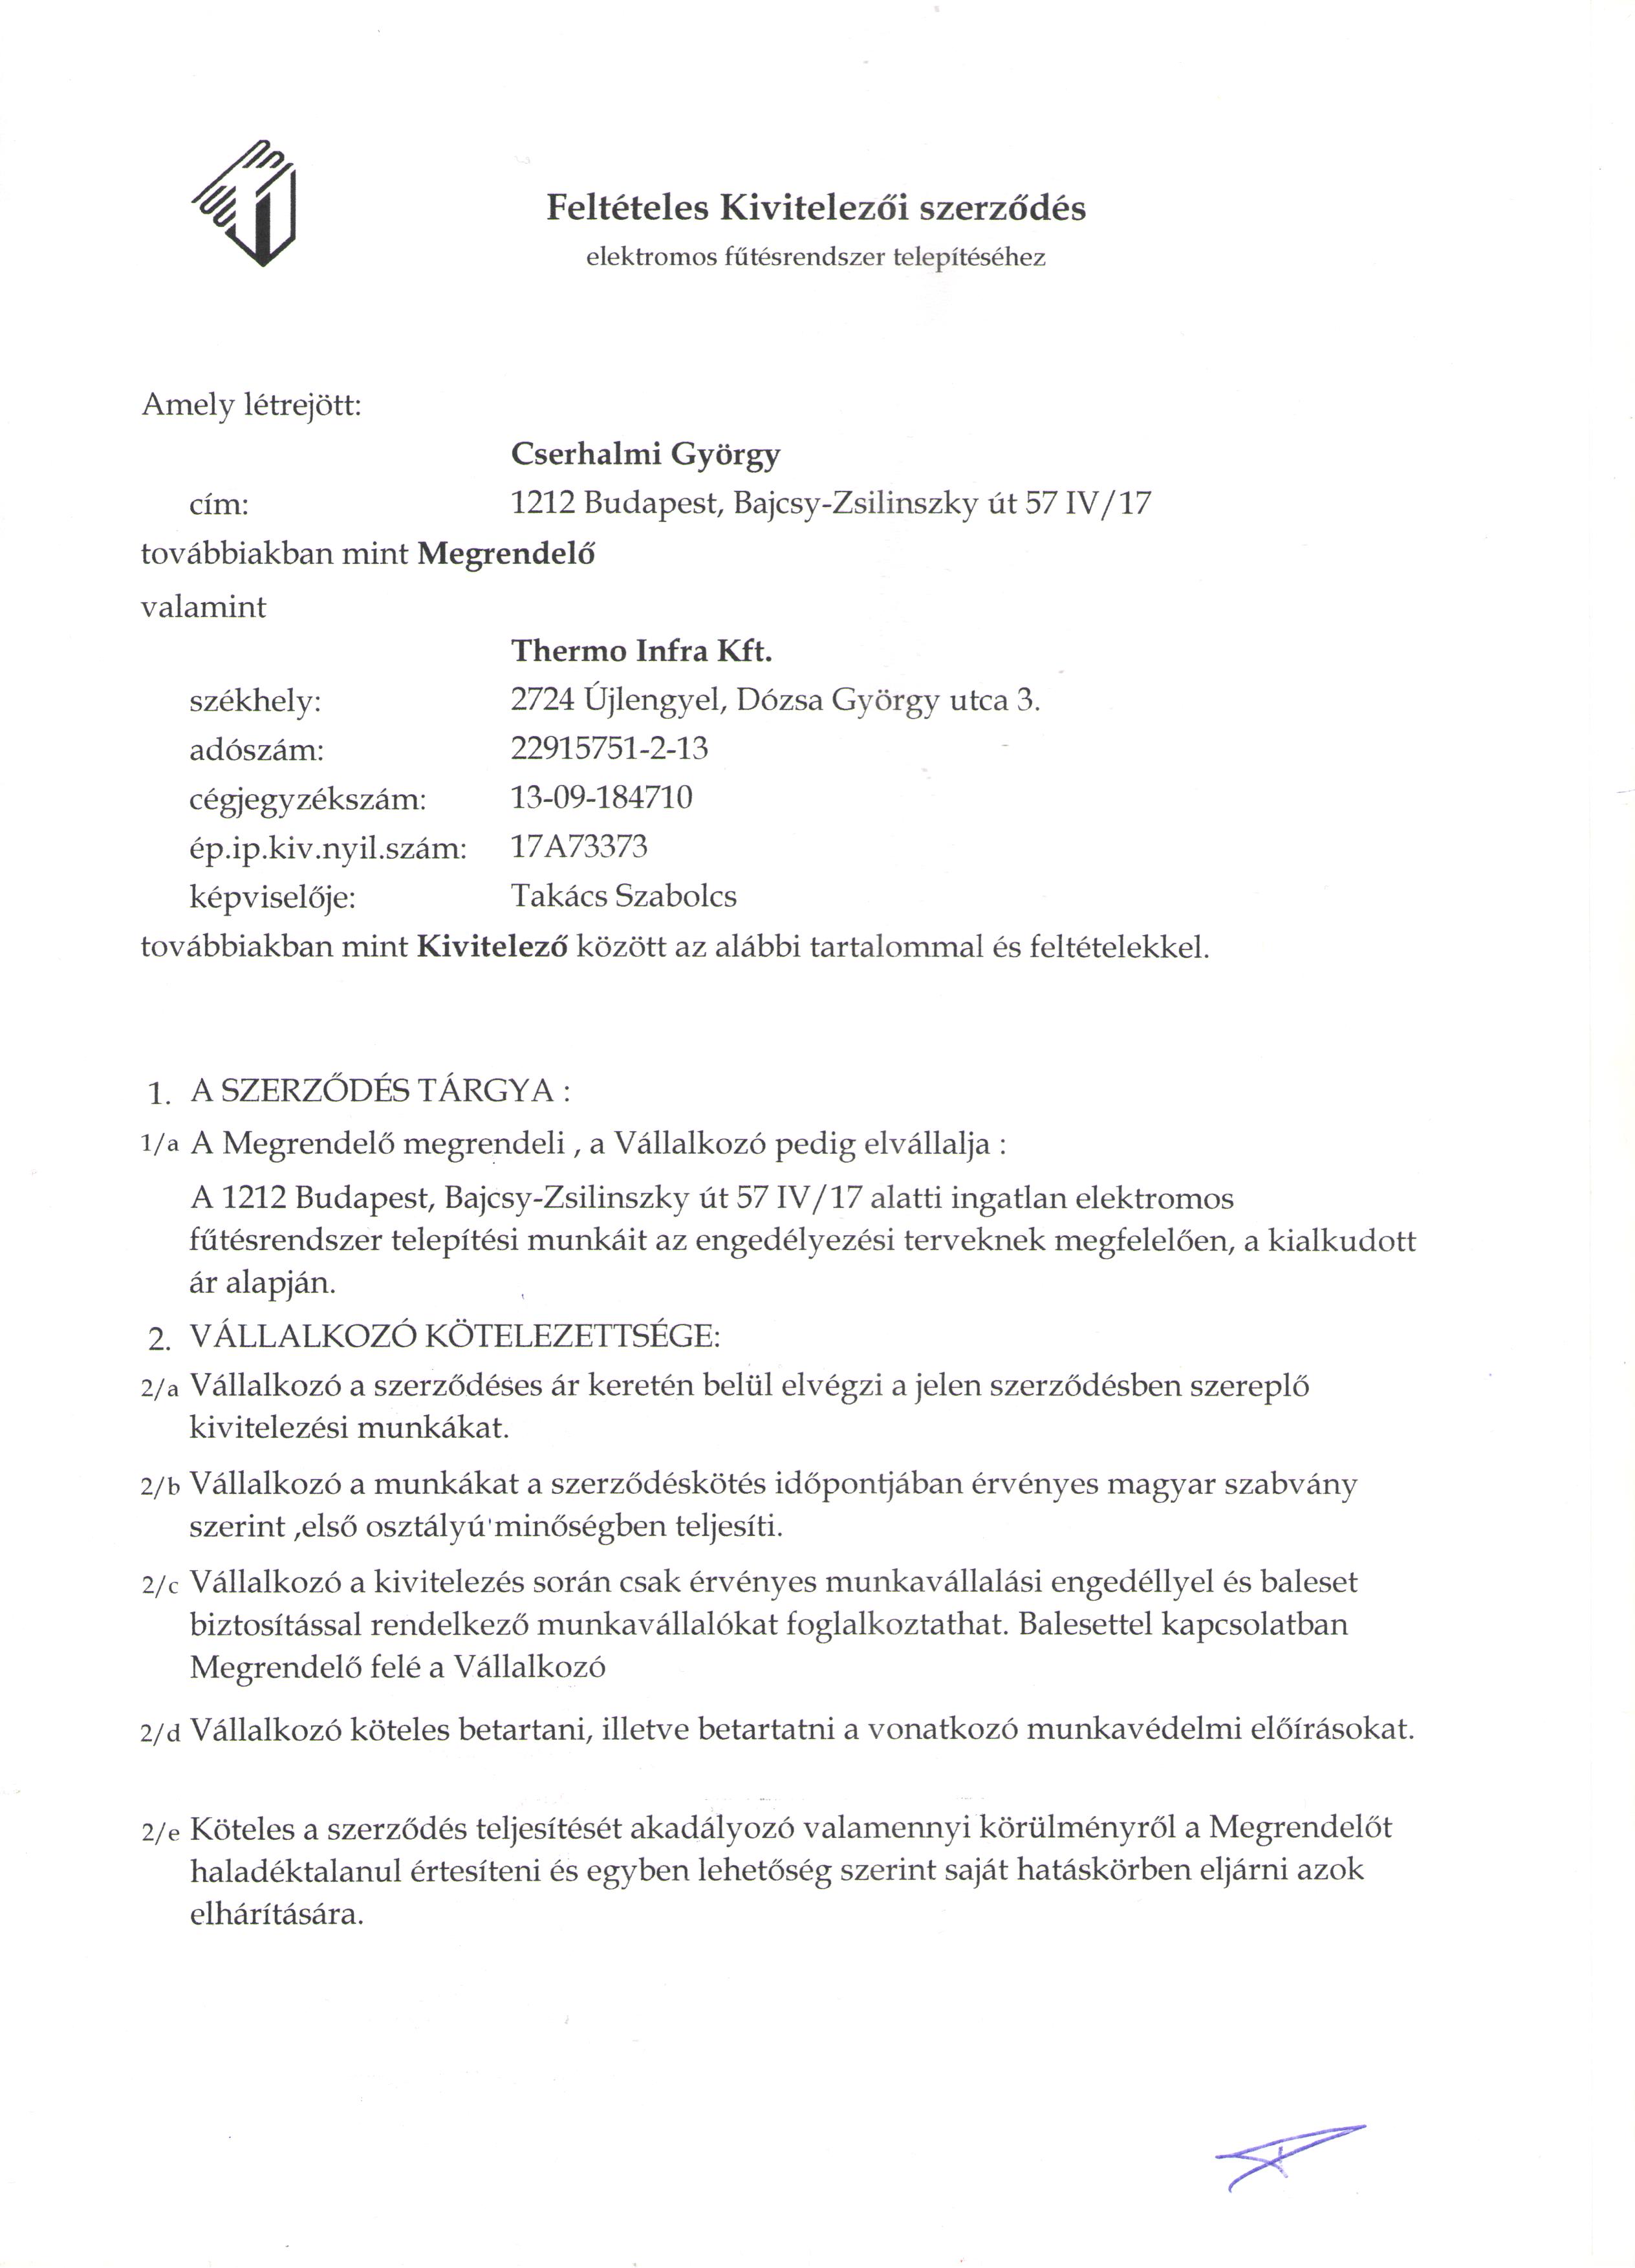 Feltételes Kivitelezői szerződés
elektromos fűtésrendszer telepítéséhez
Amely létrejött:
Cserhalmi György
cím: 1212 Budapest, Bajcsy-Zsilinszky út 57 IV/17
továbbiakban mint Megrendelő
valamint
Thermo Infra Kft.
székhely: 2724 Újlengyel, Dózsa György utca 3.
adószám: 22915751-2-13
cégjegyzékszám: 13-09-184710
ép.ip.kiv.nyil.szám: 17A73373
képviselője: Takács Szabolcs
továbbiakban mint Kivitelező között az alábbi tartalommal és feltételekkel.
1. A SZERZŐDÉS TÁRGYA :
1/a A Megrendelő megrendeli , a Vállalkozó pedig elvállalja :
A 1212 Budapest, Bajcsy-Zsilinszky út 57 IV/17 alatti ingatlan elektromos
fűtésrendszer telepítési munkáit az engedélyezési terveknek megfelelően, a kialkudott
ár alapján.
2. VÁLLALKOZÓ KÖTELEZETTSÉGE:
2/a Vállalkozó a szerződéses ár keretén belül elvégzi a jelen szerződésben szereplő
kivitelezési munkákat.
2/b Vállalkozó a munkákat a szerződéskötés időpontjában érvényes magyar szabvány
szerint ,első osztályú minőségben teljesíti.
2/c Vállalkozó a kivitelezés során csak érvényes munkavállalási engedéllyel és baleset
biztosítással rendelkező munkavállalókat foglalkoztathat. Balesettel kapcsolatban
Megrendelő felé a Vállalkozó
2/d Vállalkozó köteles betartani, illetve betartatni a vonatkozó munkavédelmi előírásokat.
2/e Köteles a szerződés teljesítését akadályozó valamennyi körülményről a Megrendelőt
haladéktalanul értesíteni és egyben lehetőség szerint saját hatáskörben eljárni azok
elhárítására.